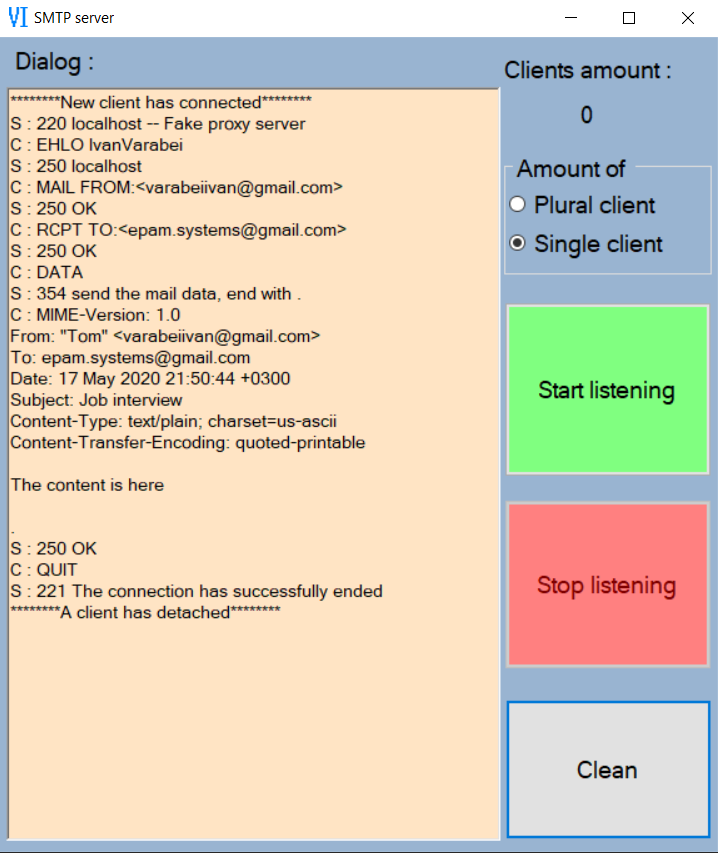 VI SMTP server
Dialog :
********New client has connected********
S : 220 localhost -- Fake proxy server
C : EHLO IvanVarabei
S : 250 localhost
C : MAIL FROM:<varabeiivan@gmail.com>
S : 250 OK
C : RCPT TO:<epam.systems@gmail.com>
S : 250 OK
C : DATA
S : 354 send the mail data, end with .
C : MIME-Version: 1.0
From: "Tom" <varabeiivan@gmail.com>
To: epam.systems@gmail.com
Date: 17 May 2020 21:50:44 +0300
Subject: Job interview
Content-Type: text/plain; charset=us-ascii
Content-Transfer-Encoding: quoted-printable

The content is here

.
S : 250 OK
C : QUIT
S : 221 The connection has successfully ended
********A client has detached********
Clients amount :
0
Amount of
Plural client
Single client
Start listening
Stop listening
Clean